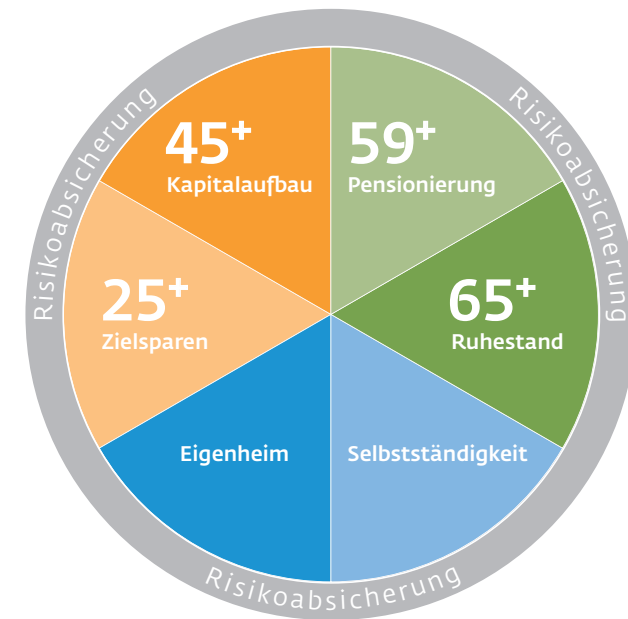 Risikoabsicherung
Risikoabsicherung
45+
Kapitalaufbau
59+
Pensionierung
25+
Zielsparen
65+
Ruhestand
Eigenheim
Selbstständigkeit
Risikoabsicherung